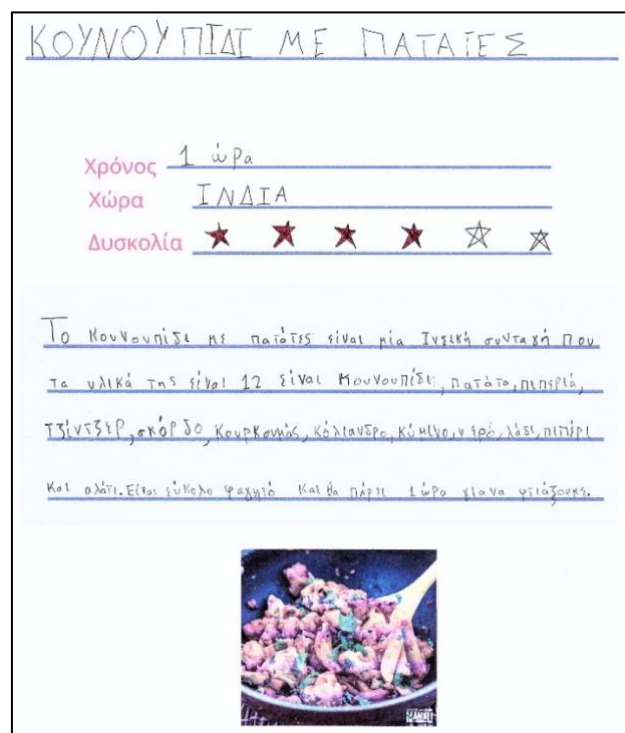 ΚΟΥΝΟΥΠΙΔΙ ΜΕ ΠΑΤΑΤΕΣ
Χρόνος 1 ώρα
Χώρα ΙΝΔΙΑ
Δυσκολία
Το κουνουπίδι με πατάτες είναι μία Ινδική συνταγή που
τα υλικά της είναι 12 είναι κουνουπίδι, πατάτα, πιπεριά,
τζίντζερ, σκόρδο, κουρκουμάς, κόλιανδρο, κύμινο, νερό, λάδι, πιπέρι
και αλάτι. Είναι εύκολο φαγητό και θα πάρει 1 ώρα για να φτιάξουμε.